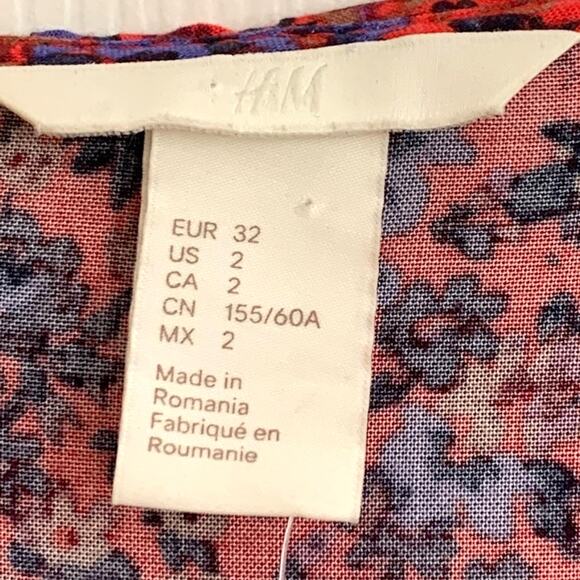 H&M
EUR 32
US 2
CA 2
CN 155/60A
MX 2
Made in
Romania
Fabriqué en
Roumanie